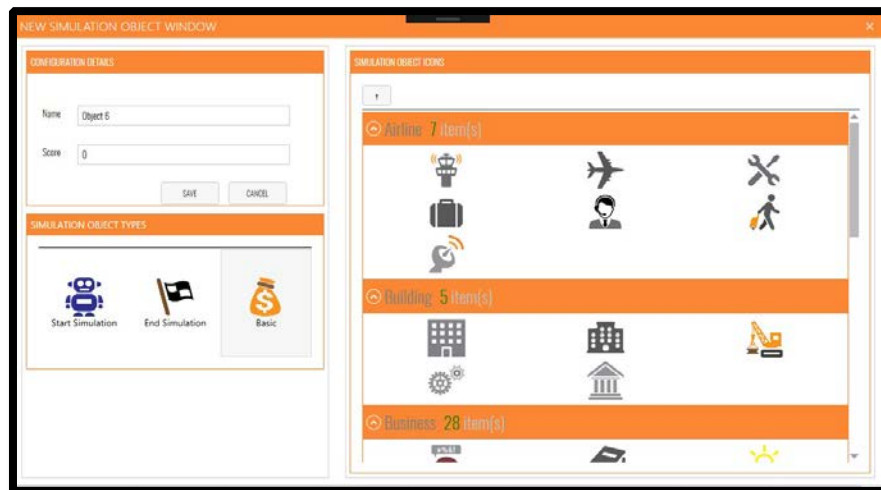 NEW SIMULATION OBJECT WINDOW
CONFIGURATION DETAILS
Name Object 6
Score 0
SAVE CANCEL
SIMULATION OBJECT TYPES
Start Simulation End Simulation Basic
SIMULATION OBJECT ICONS
Airline 7 item(s)
Building 5 item(s)
Business 28 item(s)